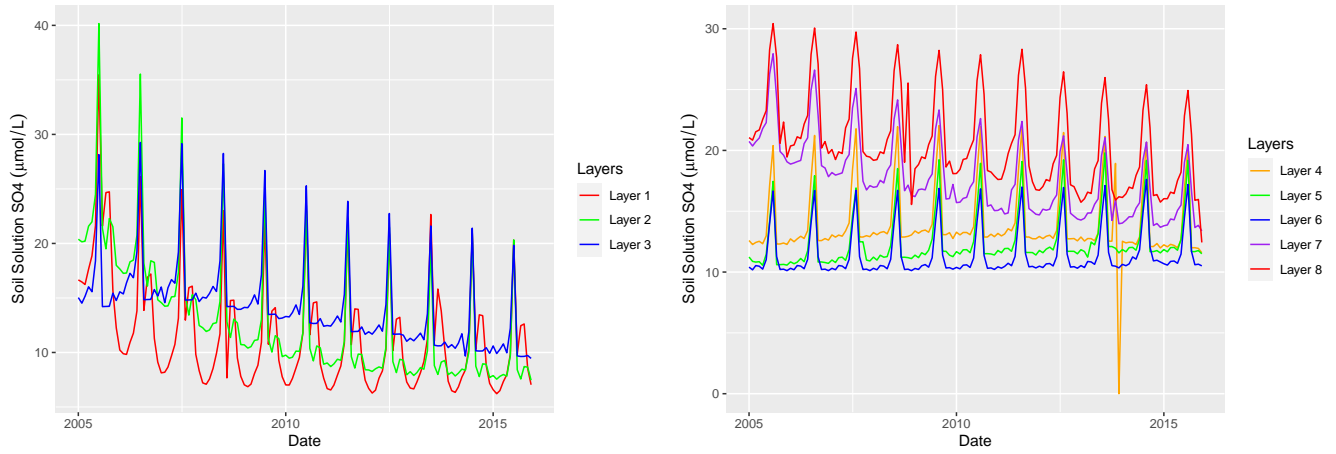 Soil Solution SO4 (μmol/L)
40
30
20
10
2005
2010
2015
Date
Layers
Layer 1
Layer 2
Layer 3
Soil Solution SO4 (μmol/L)
30
20
10
0
2005
2010
2015
Date
Layers
Layer 4
Layer 5
Layer 6
Layer 7
Layer 8